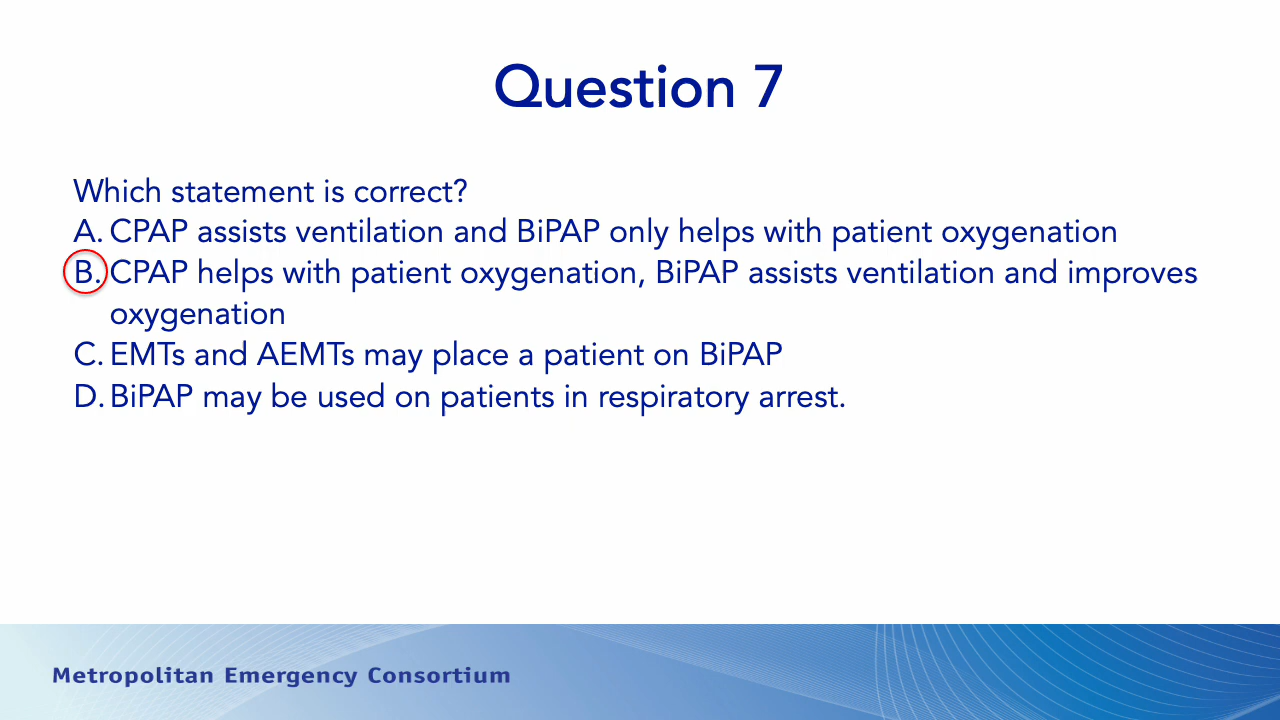 Question 7
Which statement is correct?
A. CPAP assists ventilation and BiPAP only helps with patient oxygenation
B. CPAP helps with patient oxygenation, BiPAP assists ventilation and improves
oxygenation
C. EMTs and AEMTs may place a patient on BiPAP
D. BiPAP may be used on patients in respiratory arrest.
Metropolitan Emergency Consortium